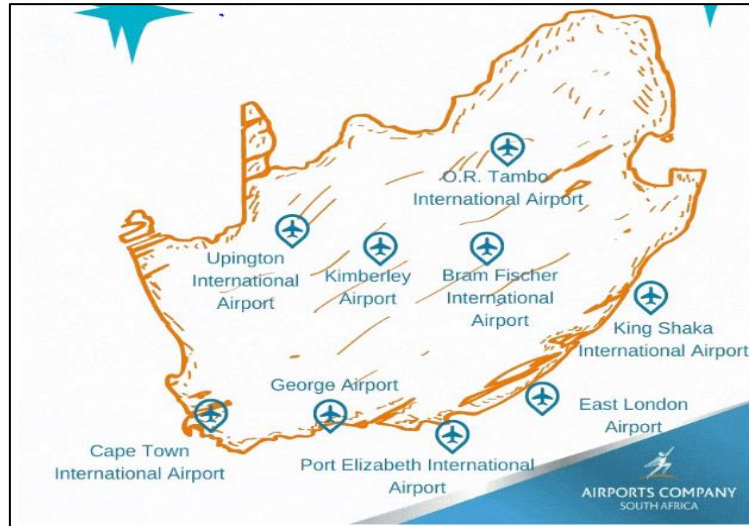 O.R. Tambo
International Airport
Upington
International
Airport
Kimberley
Airport
Bram Fischer
International
Airport
King Shaka
International Airport
George Airport
East London
Airport
Cape Town
International Airport
Port Elizabeth International
Airport
AIRPORTS COMPANY
SOUTH AFRICA